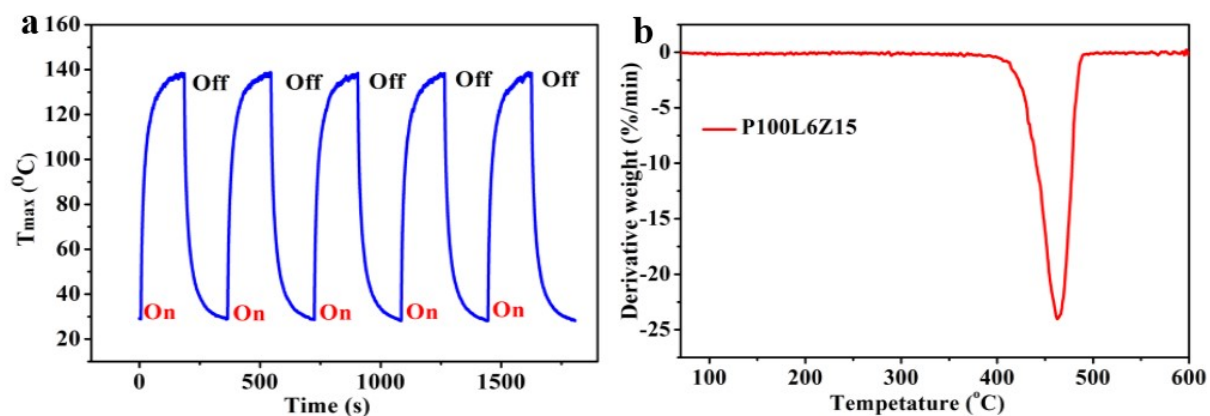 a
160
140
120
100
80
60
40
20
Tmax (⁰C)
Off Off Off Off Off
On On On On On
0 500 1000 1500
Time (s)
b
0
-5
-10
-15
-20
-25
Derivative weight (%/min)
P100L6Z15
100 200 300 400 500 600
Tempetature (°C)